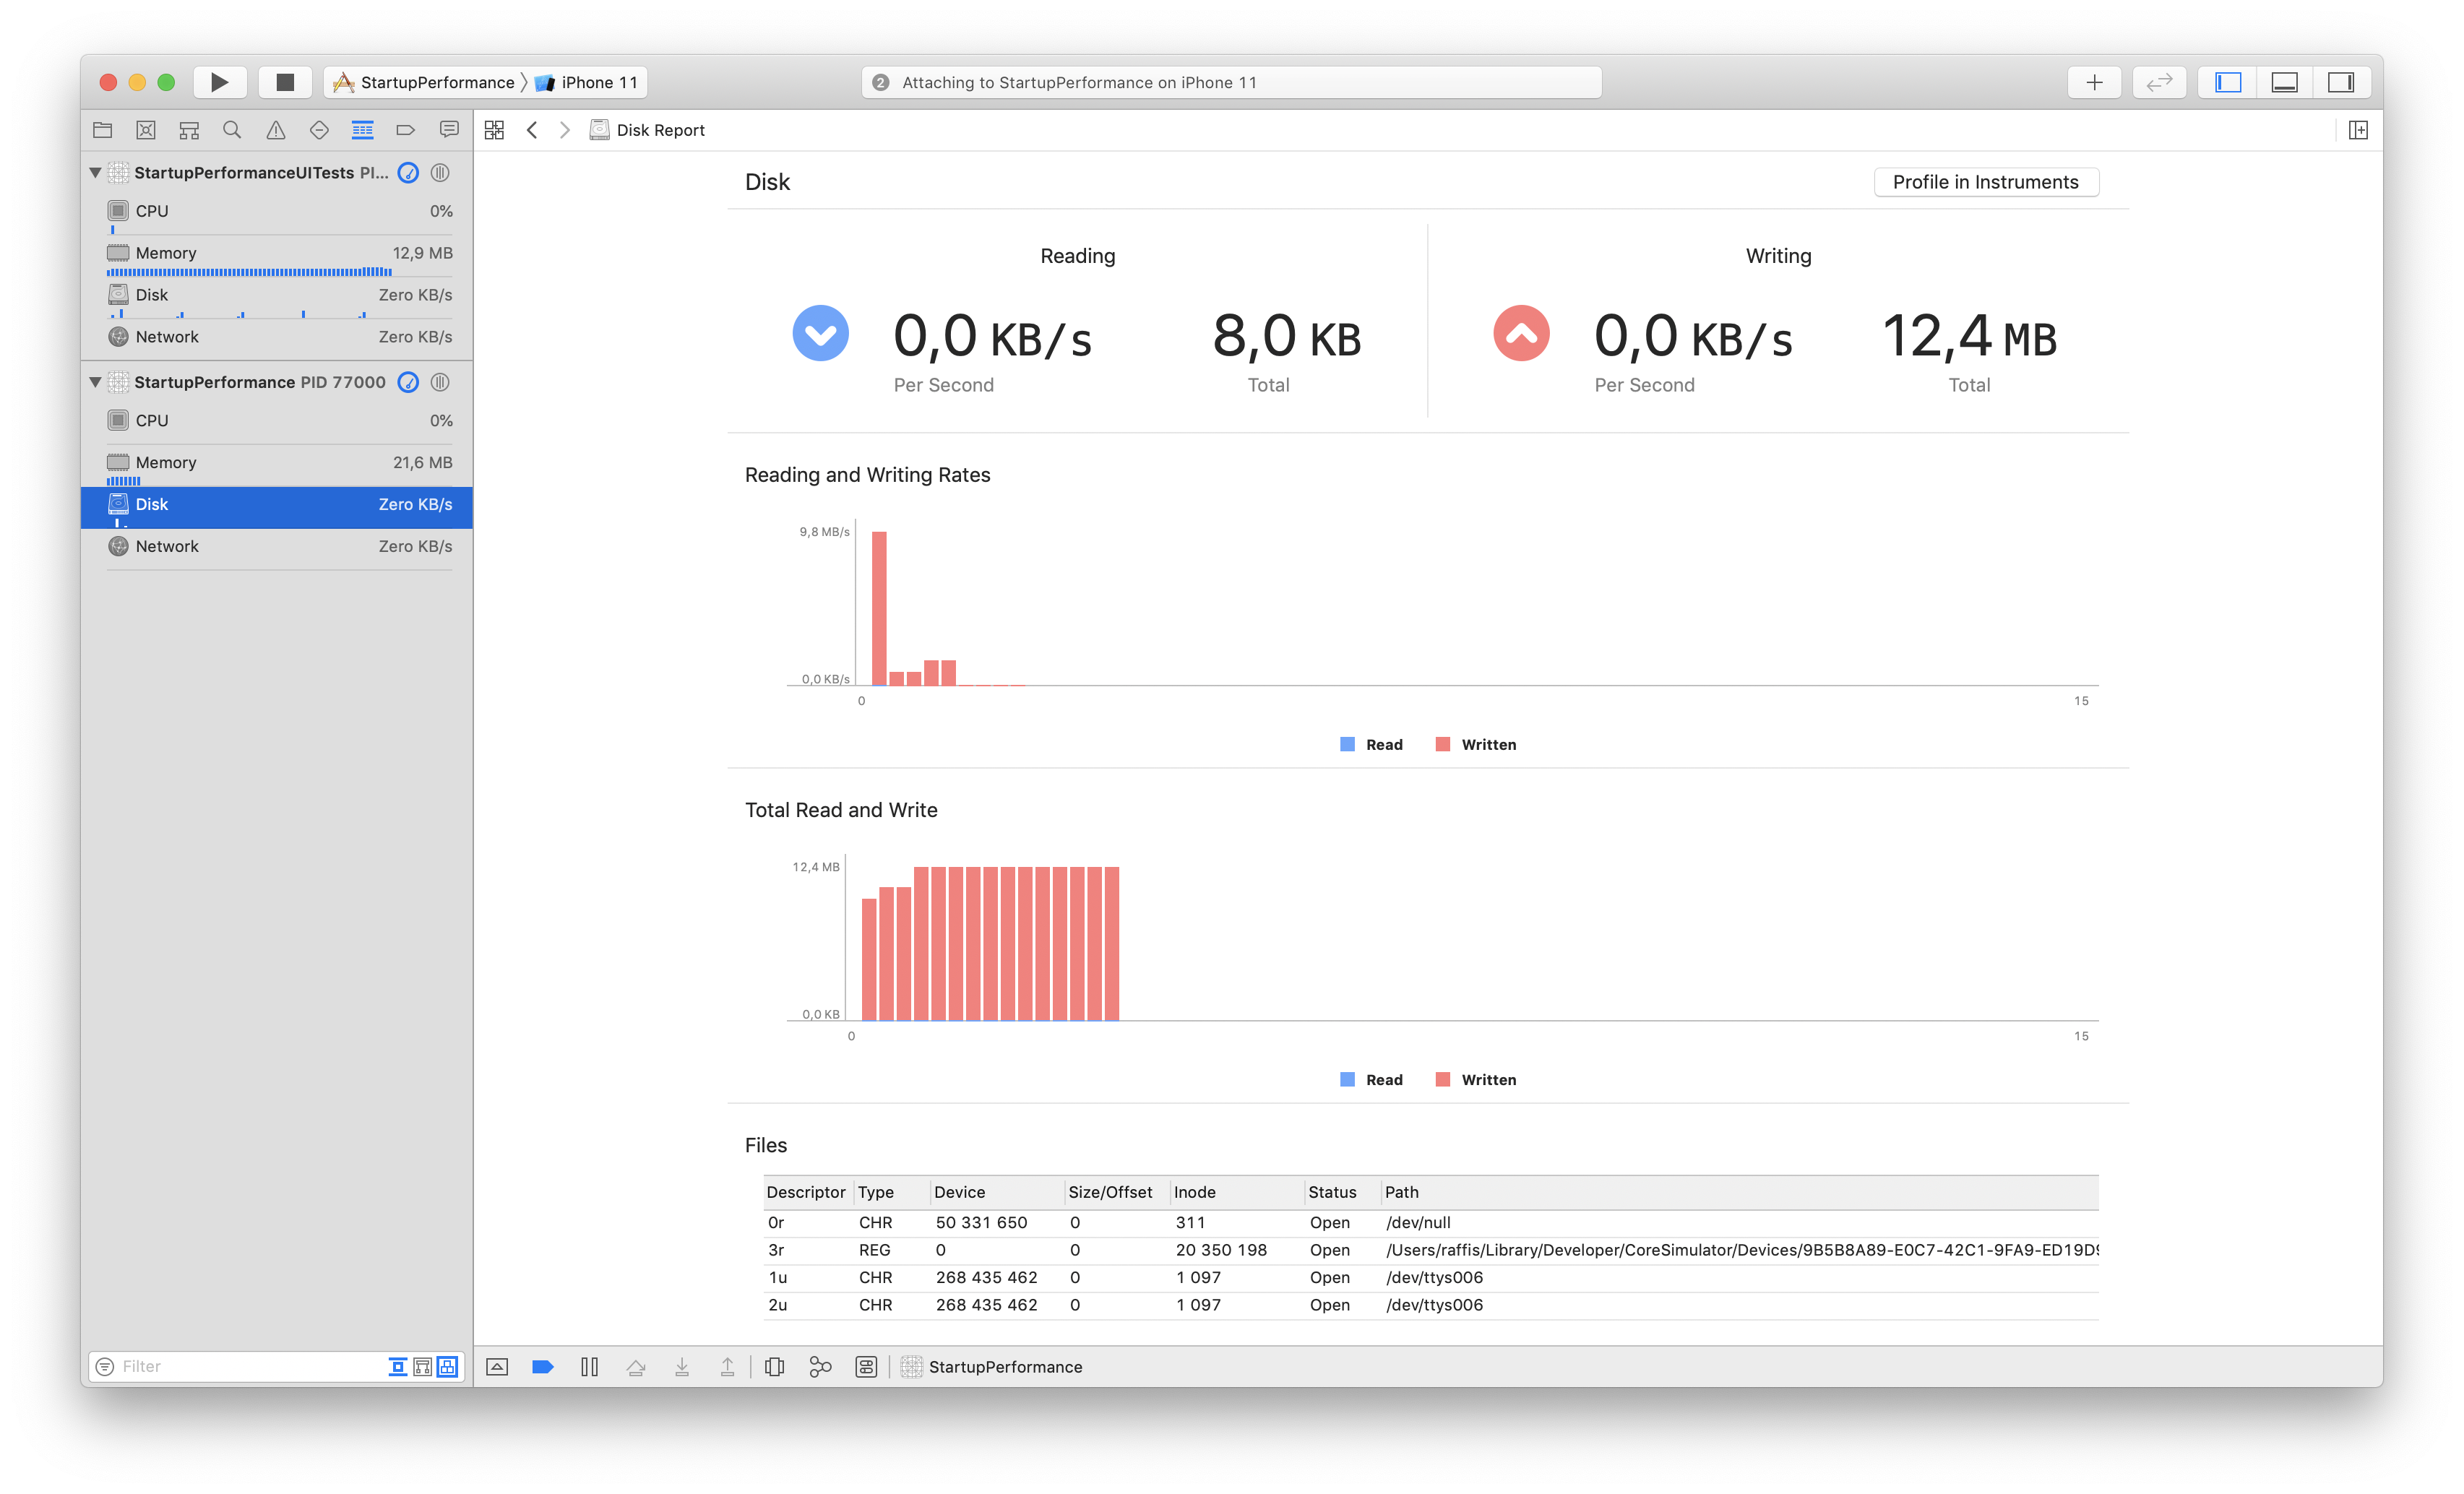 StartupPerformance 〉 iPhone 11
2 Attaching to StartupPerformance on iPhone 11
Disk Report
StartupPerformanceUITests PI...
CPU 0%
Memory 12,9 MB
Disk Zero KB/s
Network Zero KB/s
StartupPerformance PID 77000
CPU 0%
Memory 21,6 MB
Disk Zero KB/s
Network Zero KB/s
Filter
Disk
Profile in Instruments
Reading
0,0 KB/s 8,0 KB
Per Second Total
Writing
0,0 KB/s 12,4 MB
Per Second Total
Reading and Writing Rates
9,8 MB/s
0,0 KB/s
0 15
Read Written
Total Read and Write
12,4 MB
0,0 KB
0 15
Read Written
Files
Descriptor Type Device Size/Offset Inode Status Path
0r CHR 50 331 650 0 311 Open /dev/null
3r REG 0 0 20 350 198 Open /Users/raffis/Library/Developer/CoreSimulator/Devices/9B5B8A89-E0C7-42C1-9FA9-ED19D9
1u CHR 268 435 462 0 1 097 Open /dev/ttys006
2u CHR 268 435 462 0 1 097 Open /dev/ttys006
StartupPerformance